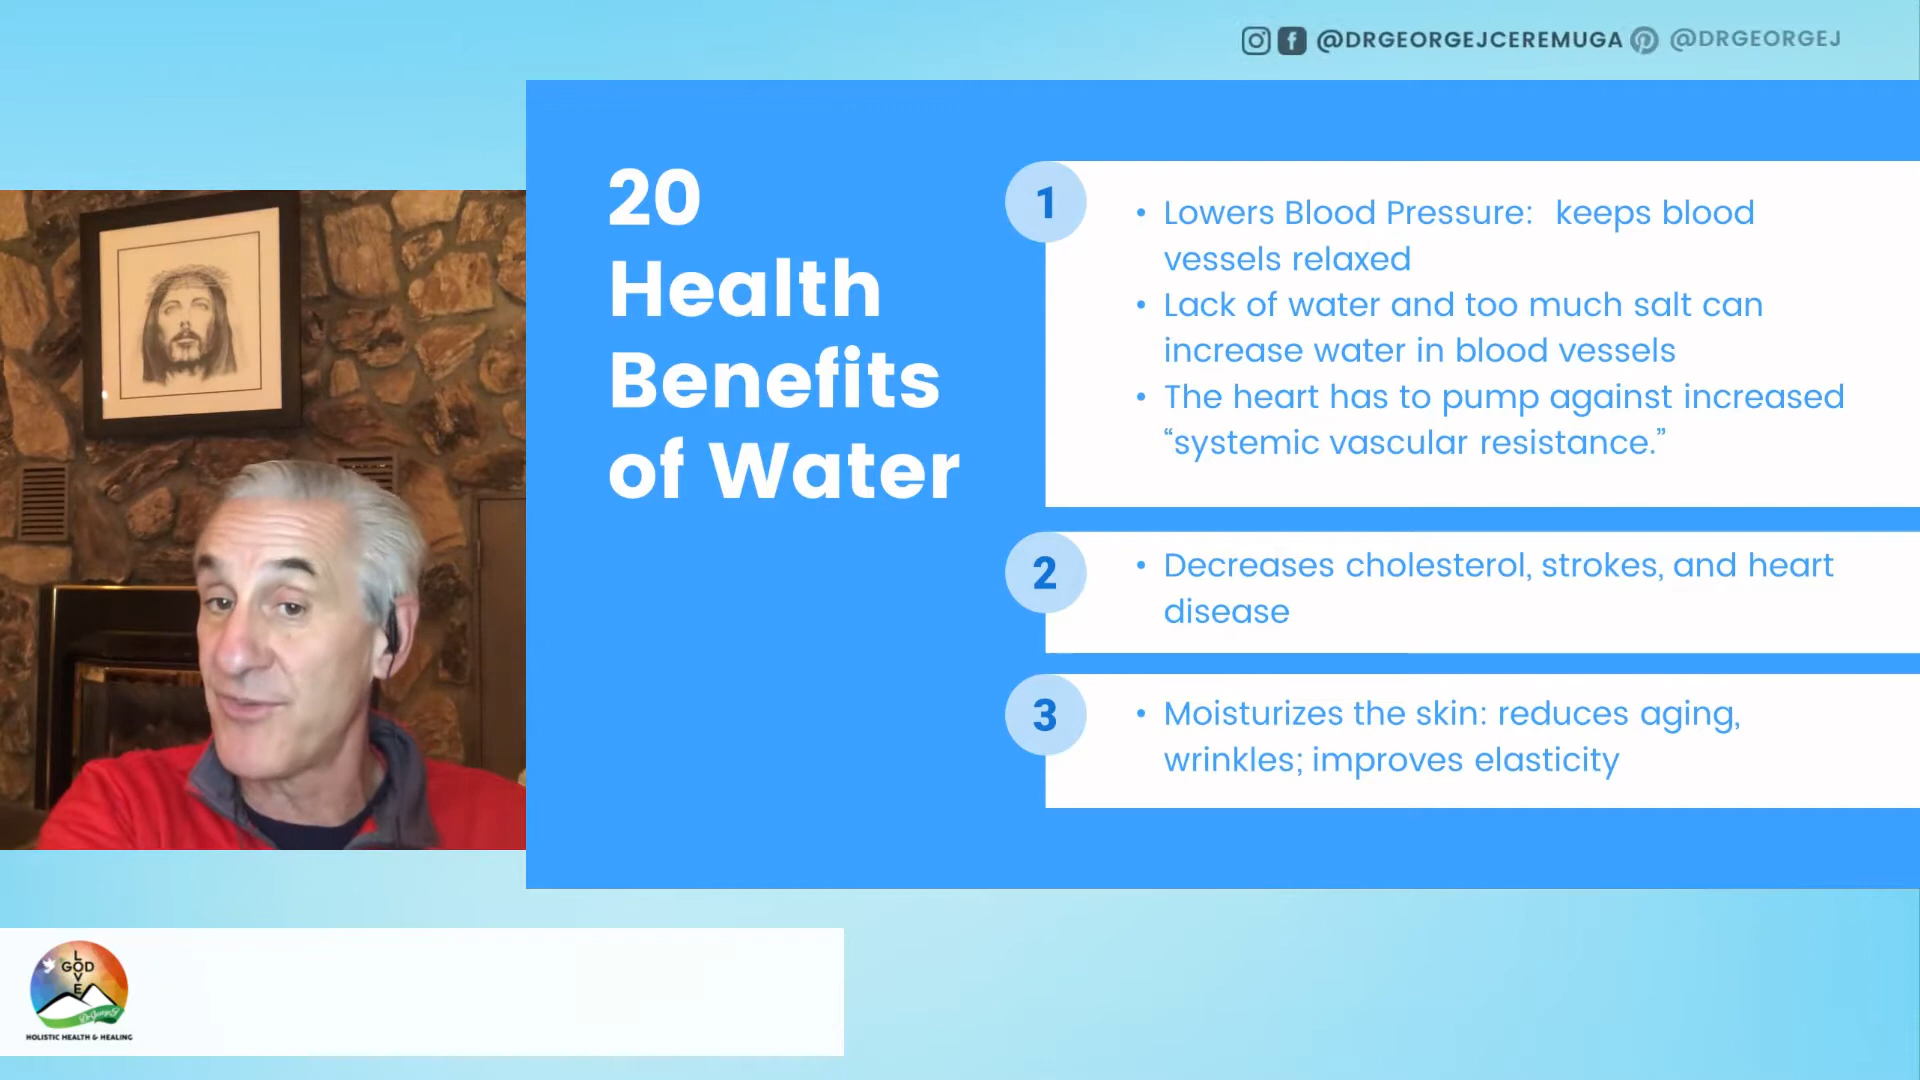 @DRGEORGEJCEREMUGA @DRGEORGEJ
20
Health
Benefits
of Water
1
• Lowers Blood Pressure: keeps blood
vessels relaxed
• Lack of water and too much salt can
increase water in blood vessels
• The heart has to pump against increased
“systemic vascular resistance.”
2
• Decreases cholesterol, strokes, and heart
disease
3
• Moisturizes the skin: reduces aging,
wrinkles; improves elasticity
LOVE
GOD
Dr.GeorgeJ
HOLISTIC HEALTH & HEALING